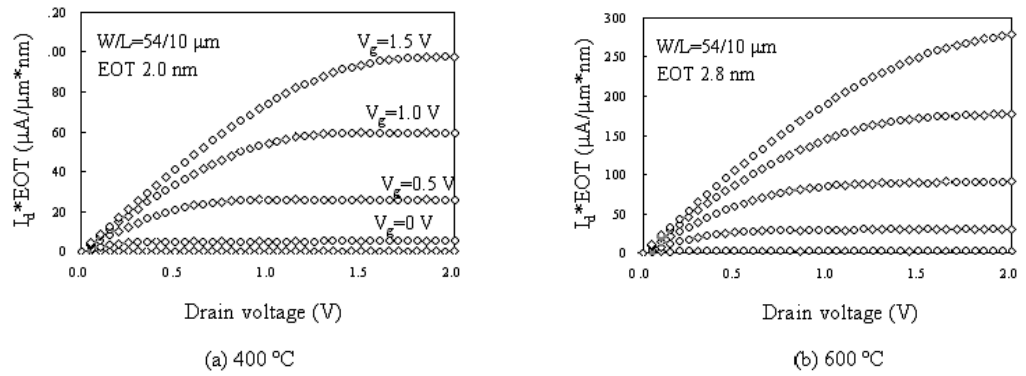 .20
.00
60
60
20
0
0.0
0.5
1.0
1.5
2.0
I_d*EOT (μA/μm*nm)
W/L=54/10 μm
EOT 2.0 nm
V_g=1.5 V
V_g=1.0 V
V_g=0.5 V
V_g=0 V
Drain voltage (V)
(a) 400 °C
300
250
200
150
100
50
0
0.0
0.5
1.0
1.5
2.0
I_d*EOT (μA/μm*nm)
W/L=54/10 μm
EOT 2.8 nm
Drain voltage (V)
(b) 600 °C